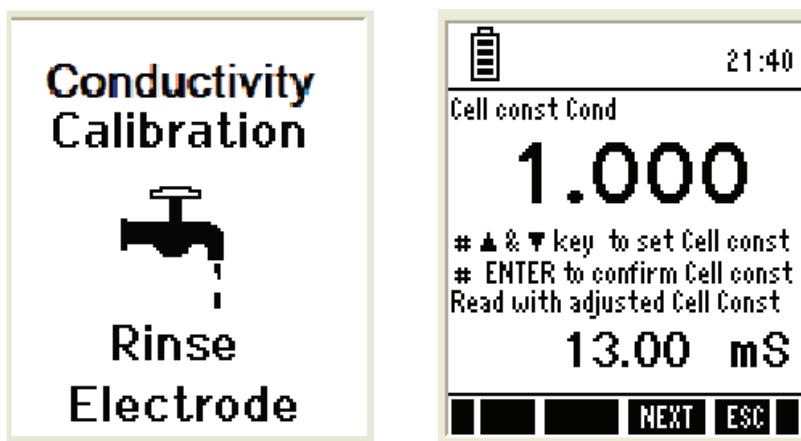 Conductivity
Calibration
Rinse
Electrode
21:40
Cell const Cond
1.000
# ▲ & ▼ key to set Cell const
# ENTER to confirm Cell const
Read with adjusted Cell Const
13.00 mS
NEXT ESC